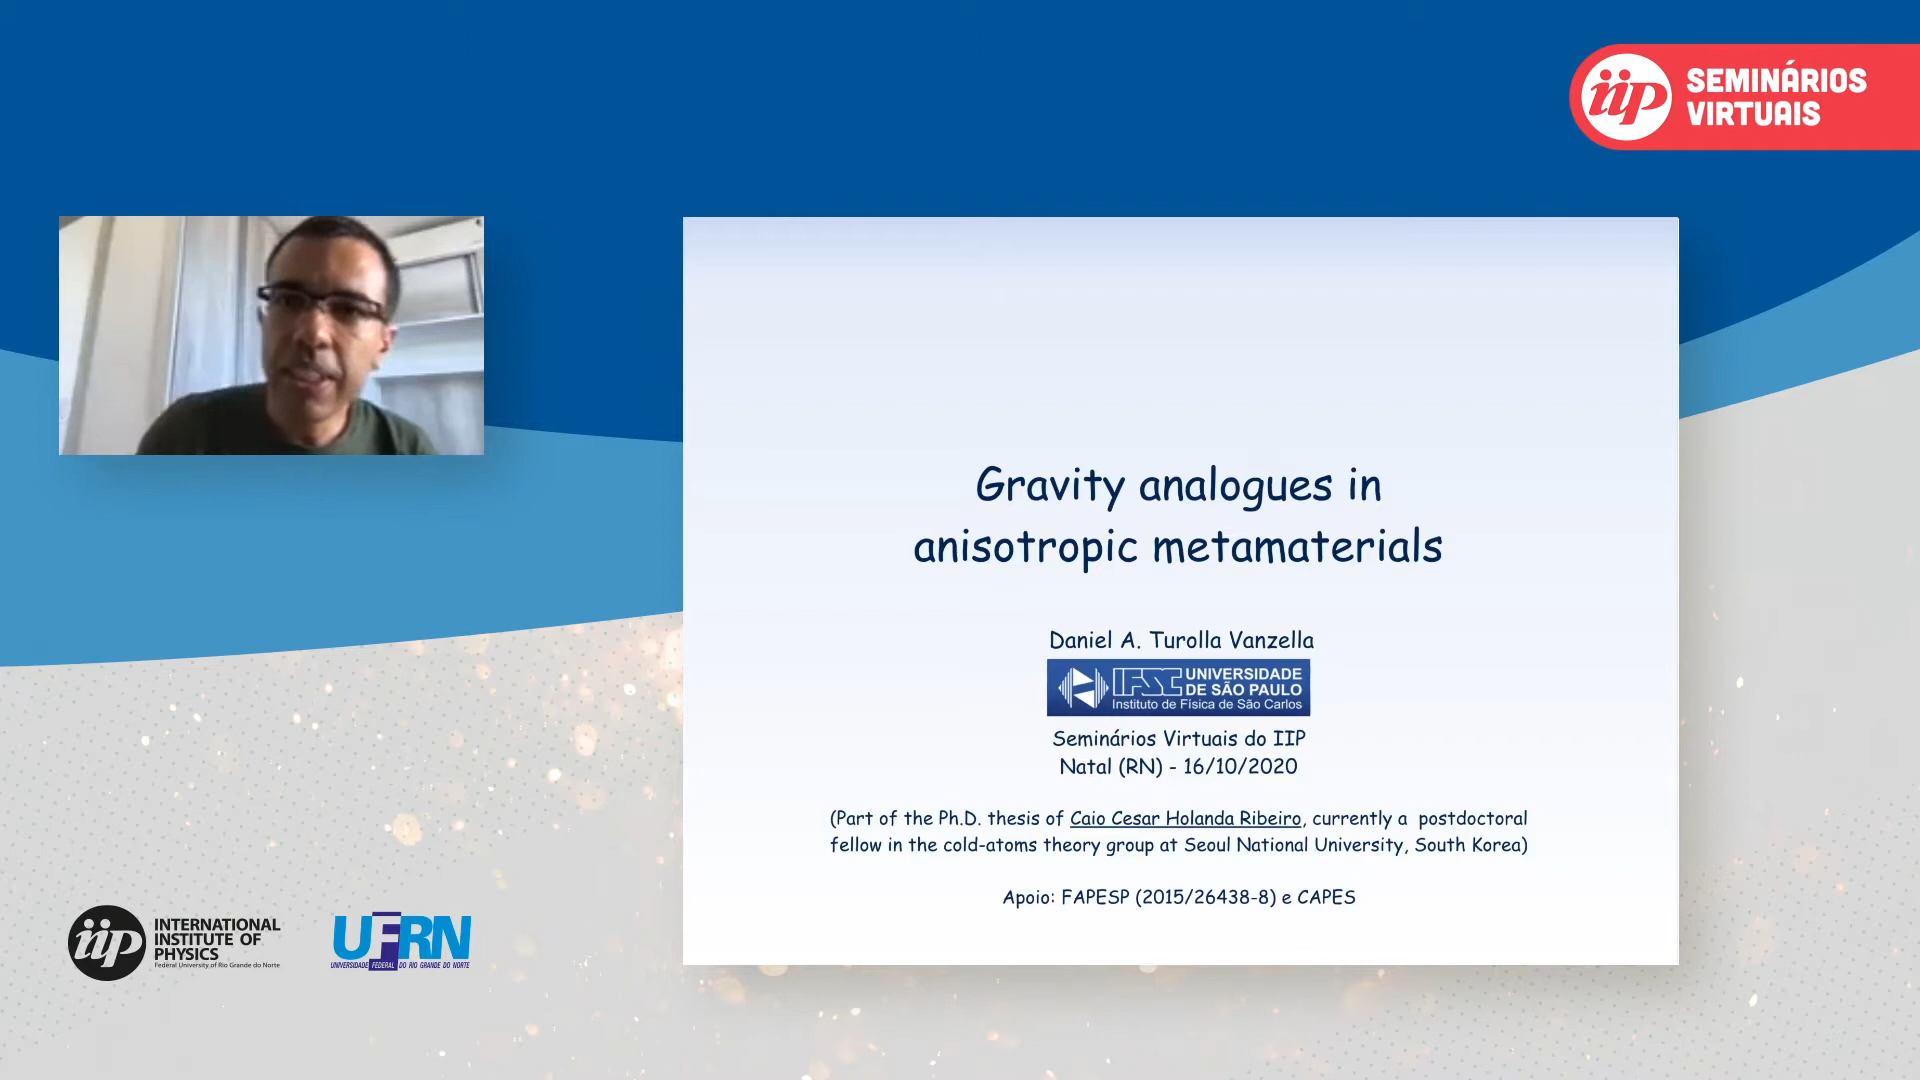 iip
SEMINÁRIOS
VIRTUAIS
Gravity analogues in
anisotropic metamaterials
Daniel A. Turolla Vanzella
IFSC
UNIVERSIDADE
DE SÃO PAULO
Instituto de Física de São Carlos
Seminários Virtuais do IIP
Natal (RN) - 16/10/2020
(Part of the Ph.D. thesis of Caio Cesar Holanda Ribeiro, currently a postdoctoral
fellow in the cold-atoms theory group at Seoul National University, South Korea)
Apoio: FAPESP (2015/26438-8) e CAPES
iip
INTERNATIONAL
INSTITUTE OF
PHYSICS
Federal University of Rio Grande do Norte
UFRN
UNIVERSIDADE FEDERAL DO RIO GRANDE DO NORTE